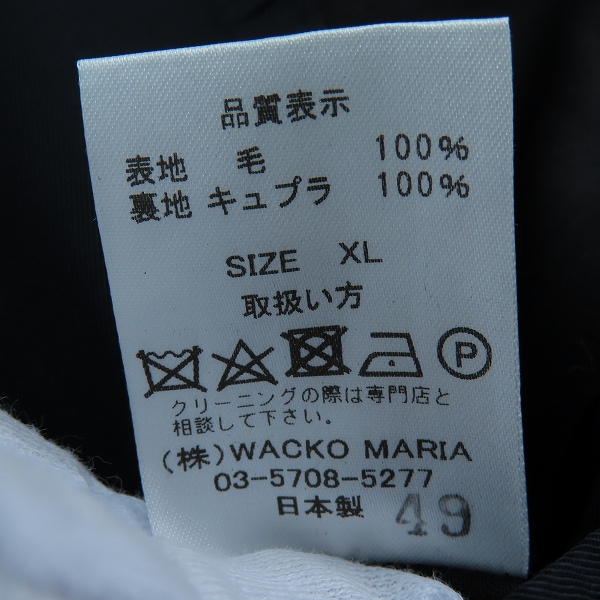 品質表示
表地 毛 100%
裏地 キュプラ 100%
SIZE XL
取扱い方
P
クリーニングの際は専門店と
相談して下さい。
(株)WACKO MARIA
03-5708-5277
日本製 49